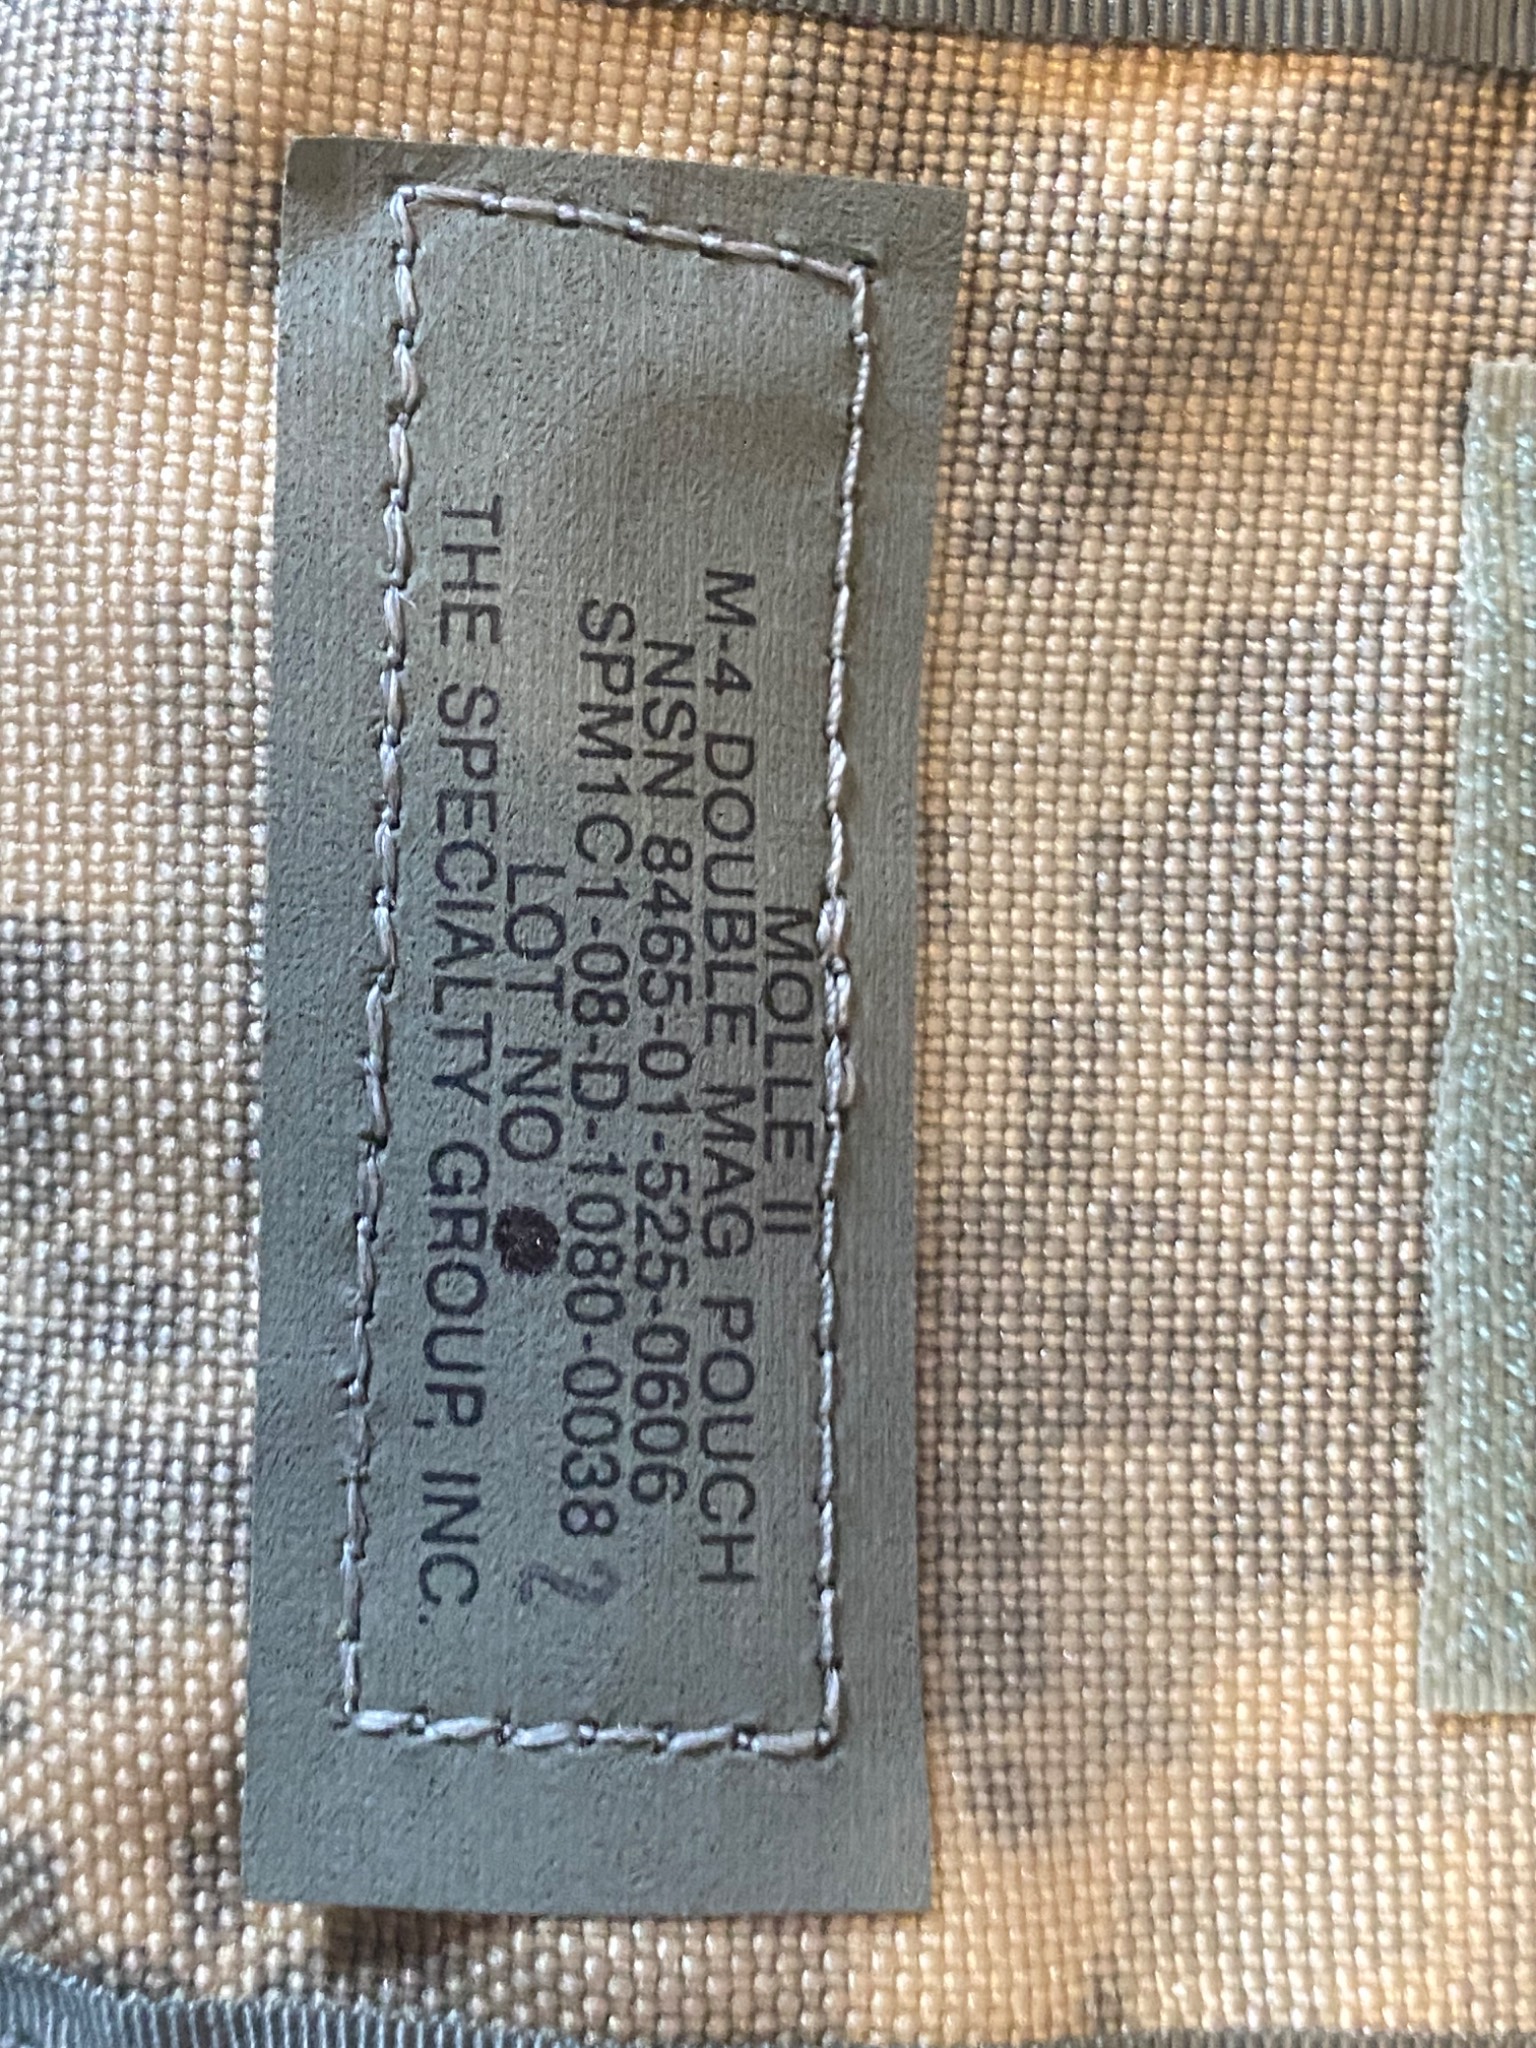 MOLLE II
M-4 DOUBLE MAG POUCH
NSN 8465-01-525-0606
SPM1C1-08-D-1080-0038
LOT NO 2
THE SPECIALTY GROUP, INC.